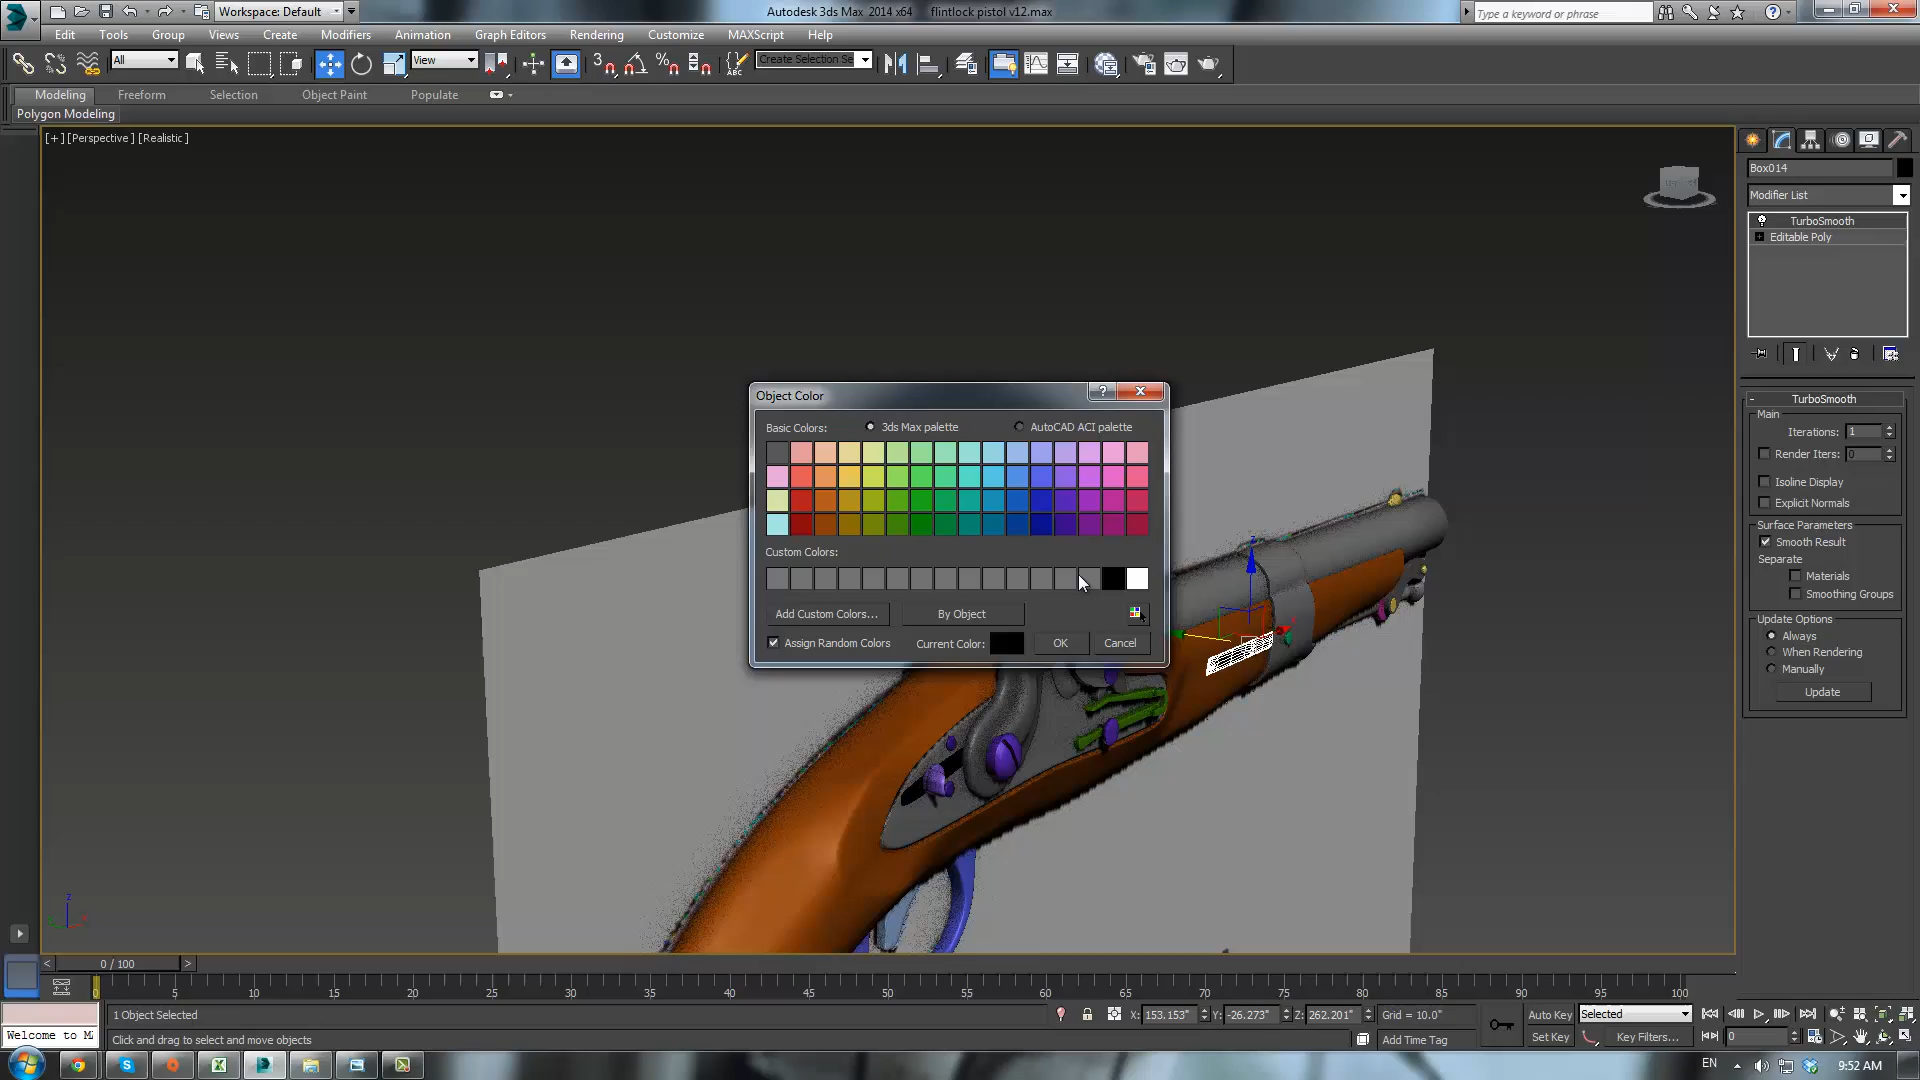 Workspace: Default
Autodesk 3ds Max 2014 x64 flintlock pistol v12.max
Type a keyword or phrase
Edit Tools Group Views Create Modifiers Animation Graph Editors Rendering Customize MAXScript Help
All
View
Create Selection Se
Modeling Freeform Selection Object Paint Populate
Polygon Modeling
[+] [Perspective] [Realistic]
Box014
Modifier List
TurboSmooth
Editable Poly
Object Color
Basic Colors: 3ds Max palette AutoCAD ACI palette
Custom Colors:
Add Custom Colors... By Object
Assign Random Colors Current Color: OK Cancel
TurboSmooth
Main
Iterations: 1
Render Iters: 0
Isoline Display
Explicit Normals
Surface Parameters
Smooth Result
Separate
Materials
Smoothing Groups
Update Options
Always
When Rendering
Manually
Update
0 / 100
0 5 10 15 20 25 30 35 40 45 50 55 60 65 70 75 80 85 90 95 100
1 Object Selected X: 153.153" Y: -26.273" Z: 262.201" Grid = 10.0" Auto Key Selected
Welcome to M Click and drag to select and move objects Add Time Tag Set Key Key Filters... 0
EN 9:52 AM